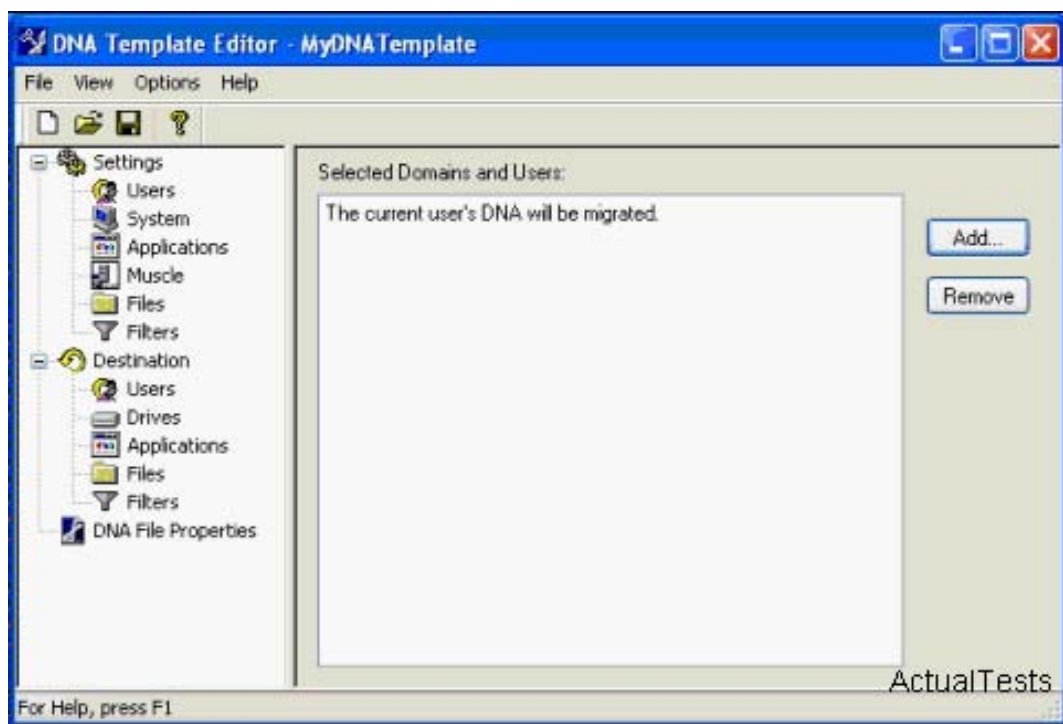 DNA Template Editor - MyDNATemplate
File View Options Help
Settings
Users
System
Applications
Muscle
Files
Filters
Destination
Users
Drives
Applications
Files
Filters
DNA File Properties
Selected Domains and Users:
The current user's DNA will be migrated.
Add...
Remove
ActualTests
For Help, press F1